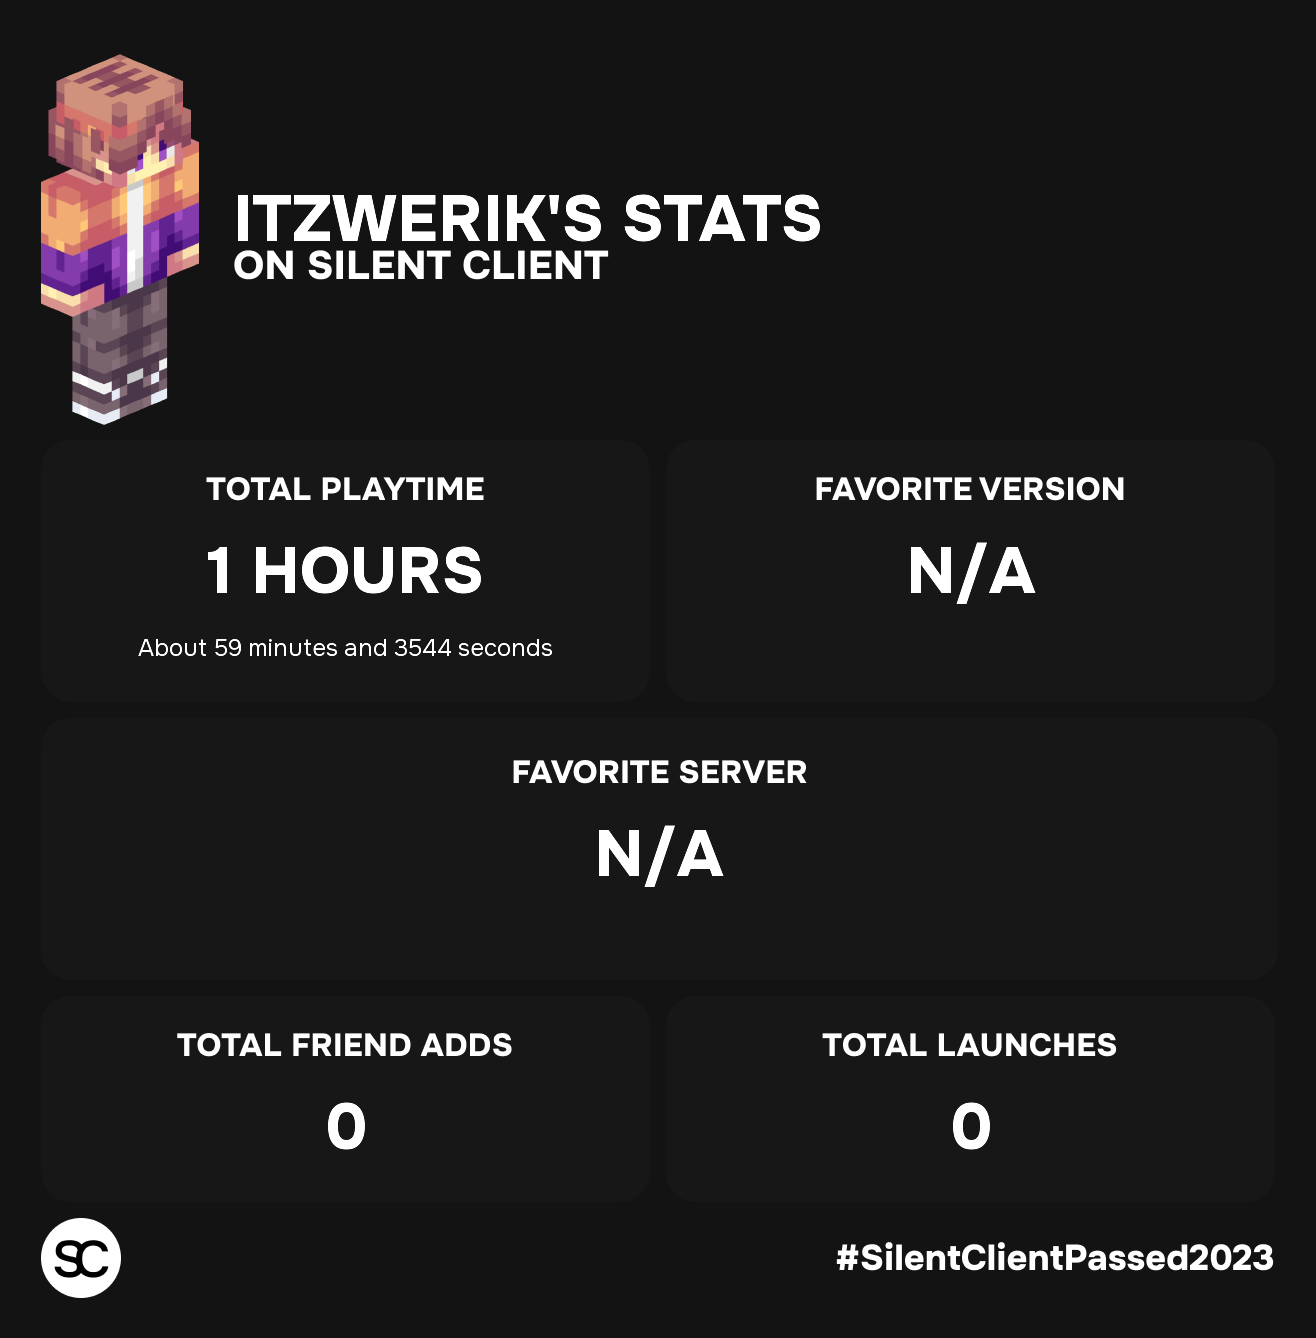 ITZWERIK'S STATS
ON SILENT CLIENT
TOTAL PLAYTIME
1 HOURS
About 59 minutes and 3544 seconds
FAVORITE VERSION
N/A
FAVORITE SERVER
N/A
TOTAL FRIEND ADDS
0
TOTAL LAUNCHES
0
SC
#SilentClientPassed2023